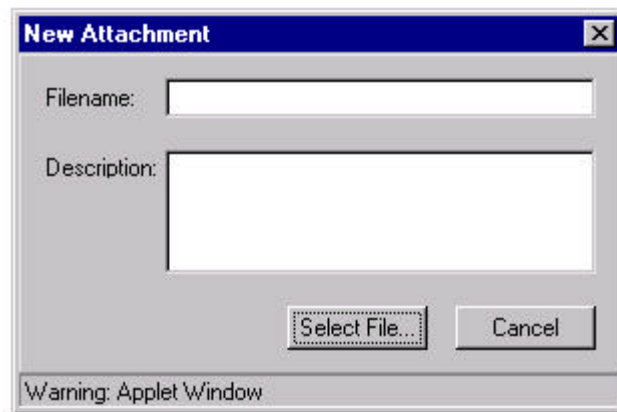 New Attachment
Filename:
Description:
Select File... Cancel
Warning: Applet Window